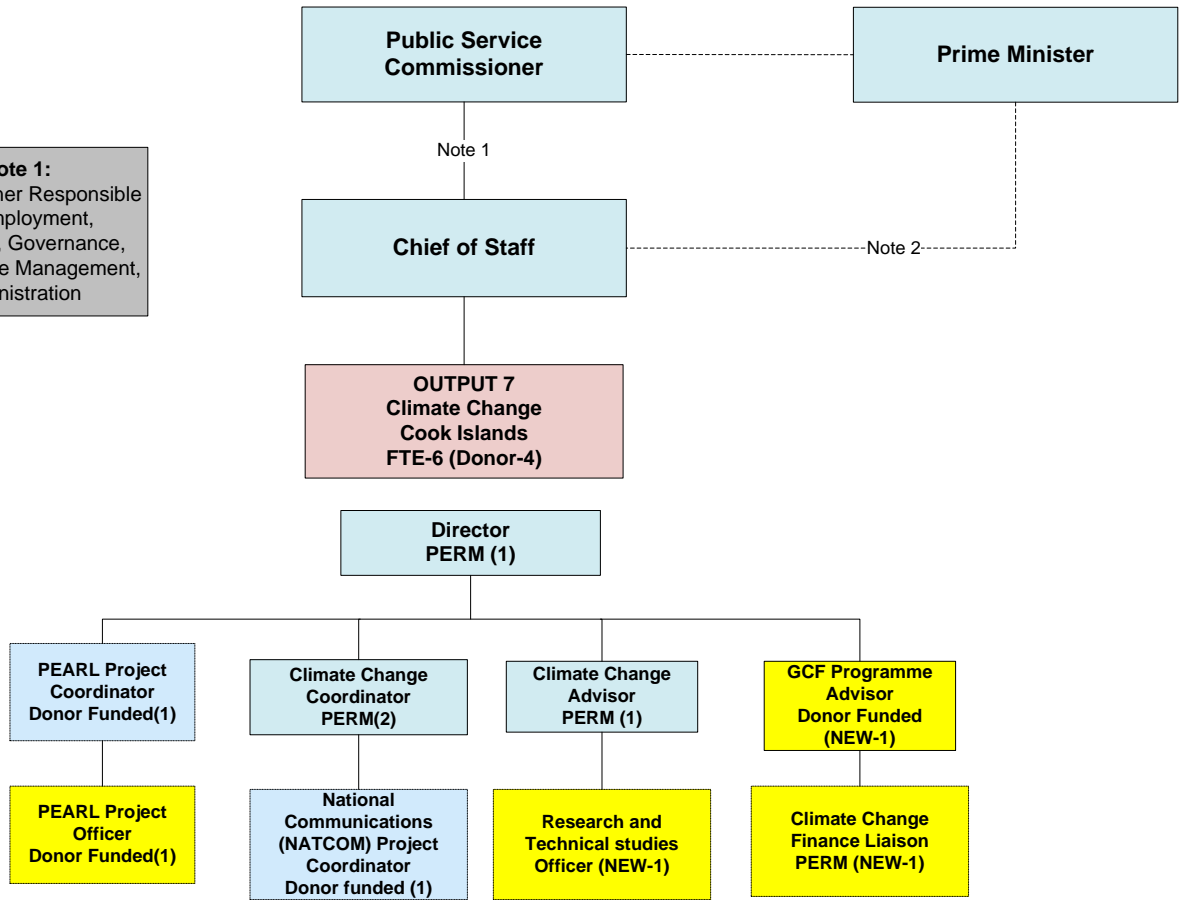 Public Service
Commissioner
Prime Minister
Note 1
Note 1:
Responsible
Governance,
Management,
Chief of Staff
Note 2
OUTPUT 7
Climate Change
Cook Islands
FTE-6 (Donor-4)
Director
PERM (1)
PEARL Project
Coordinator
Donor Funded(1)
Climate Change
Coordinator
PERM(2)
Climate Change
Advisor
PERM (1)
GCF Programme
Advisor
Donor Funded
(NEW-1)
PEARL Project
Officer
Donor Funded(1)
National
Communications
(NATCOM) Project
Coordinator
Donor funded (1)
Research and
Technical studies
Officer (NEW-1)
Climate Change
Finance Liaison
PERM (NEW-1)